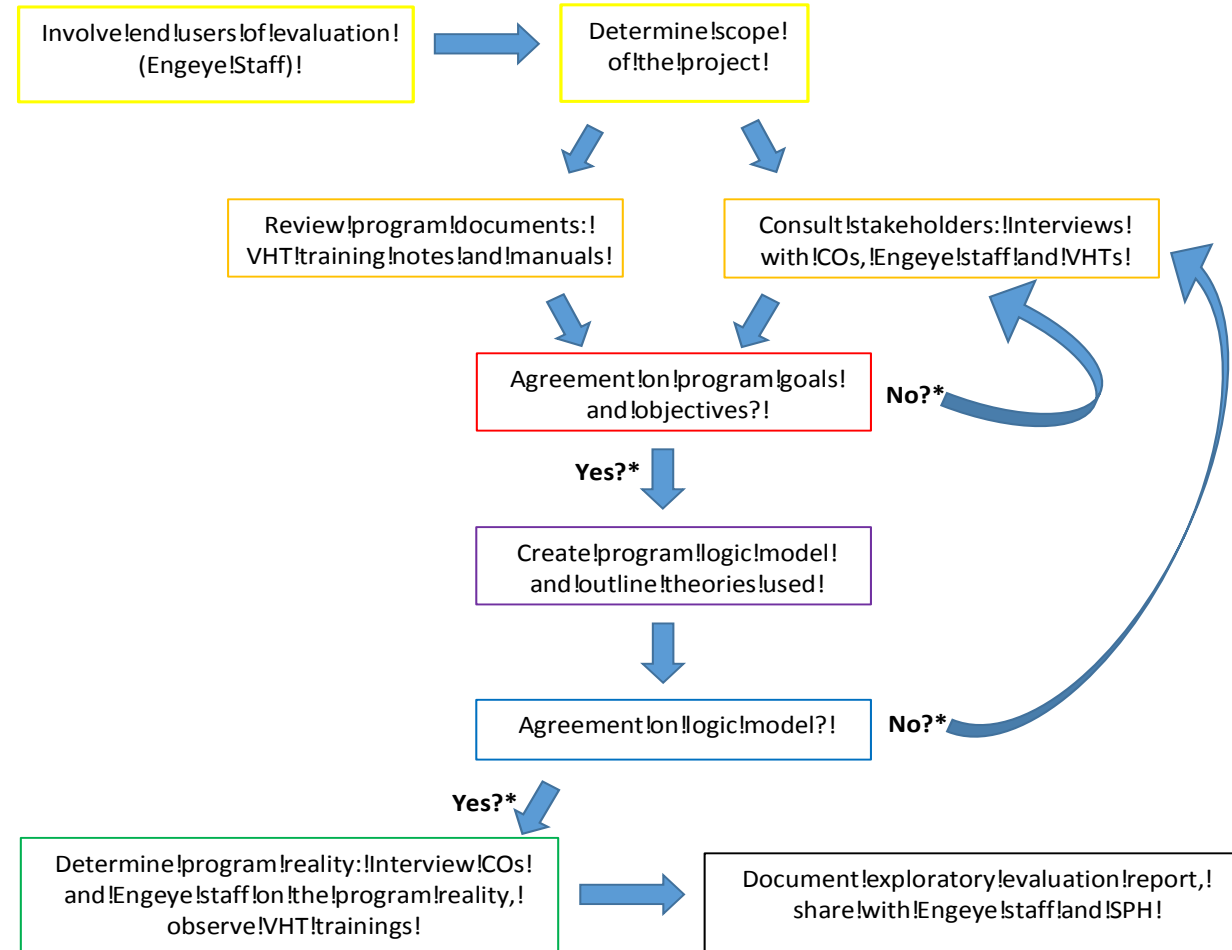 Involve!end!users!of!evaluation!
(Engeye!Staff)!
Determine!scope!
of!the!project!
Review!program!documents:!
VHT!training!notes!and!manuals!
Consult!stakeholders:!Interviews!
with!COs,!Engeye!staff!and!VHTs!
Agreement!on!program!goals!
and!objectives?!
No?*
Yes?*
Create!program!logic!model!
and!outline!theories!used!
Agreement!on!logic!model?!
No?*
Yes?*
Determine!program!reality:!Interview!COs!
and!Engeye!staff!on!the!program!reality,!
observe!VHT!trainings!
Document!exploratory!evaluation!report,!
share!with!Engeye!staff!and!SPH!